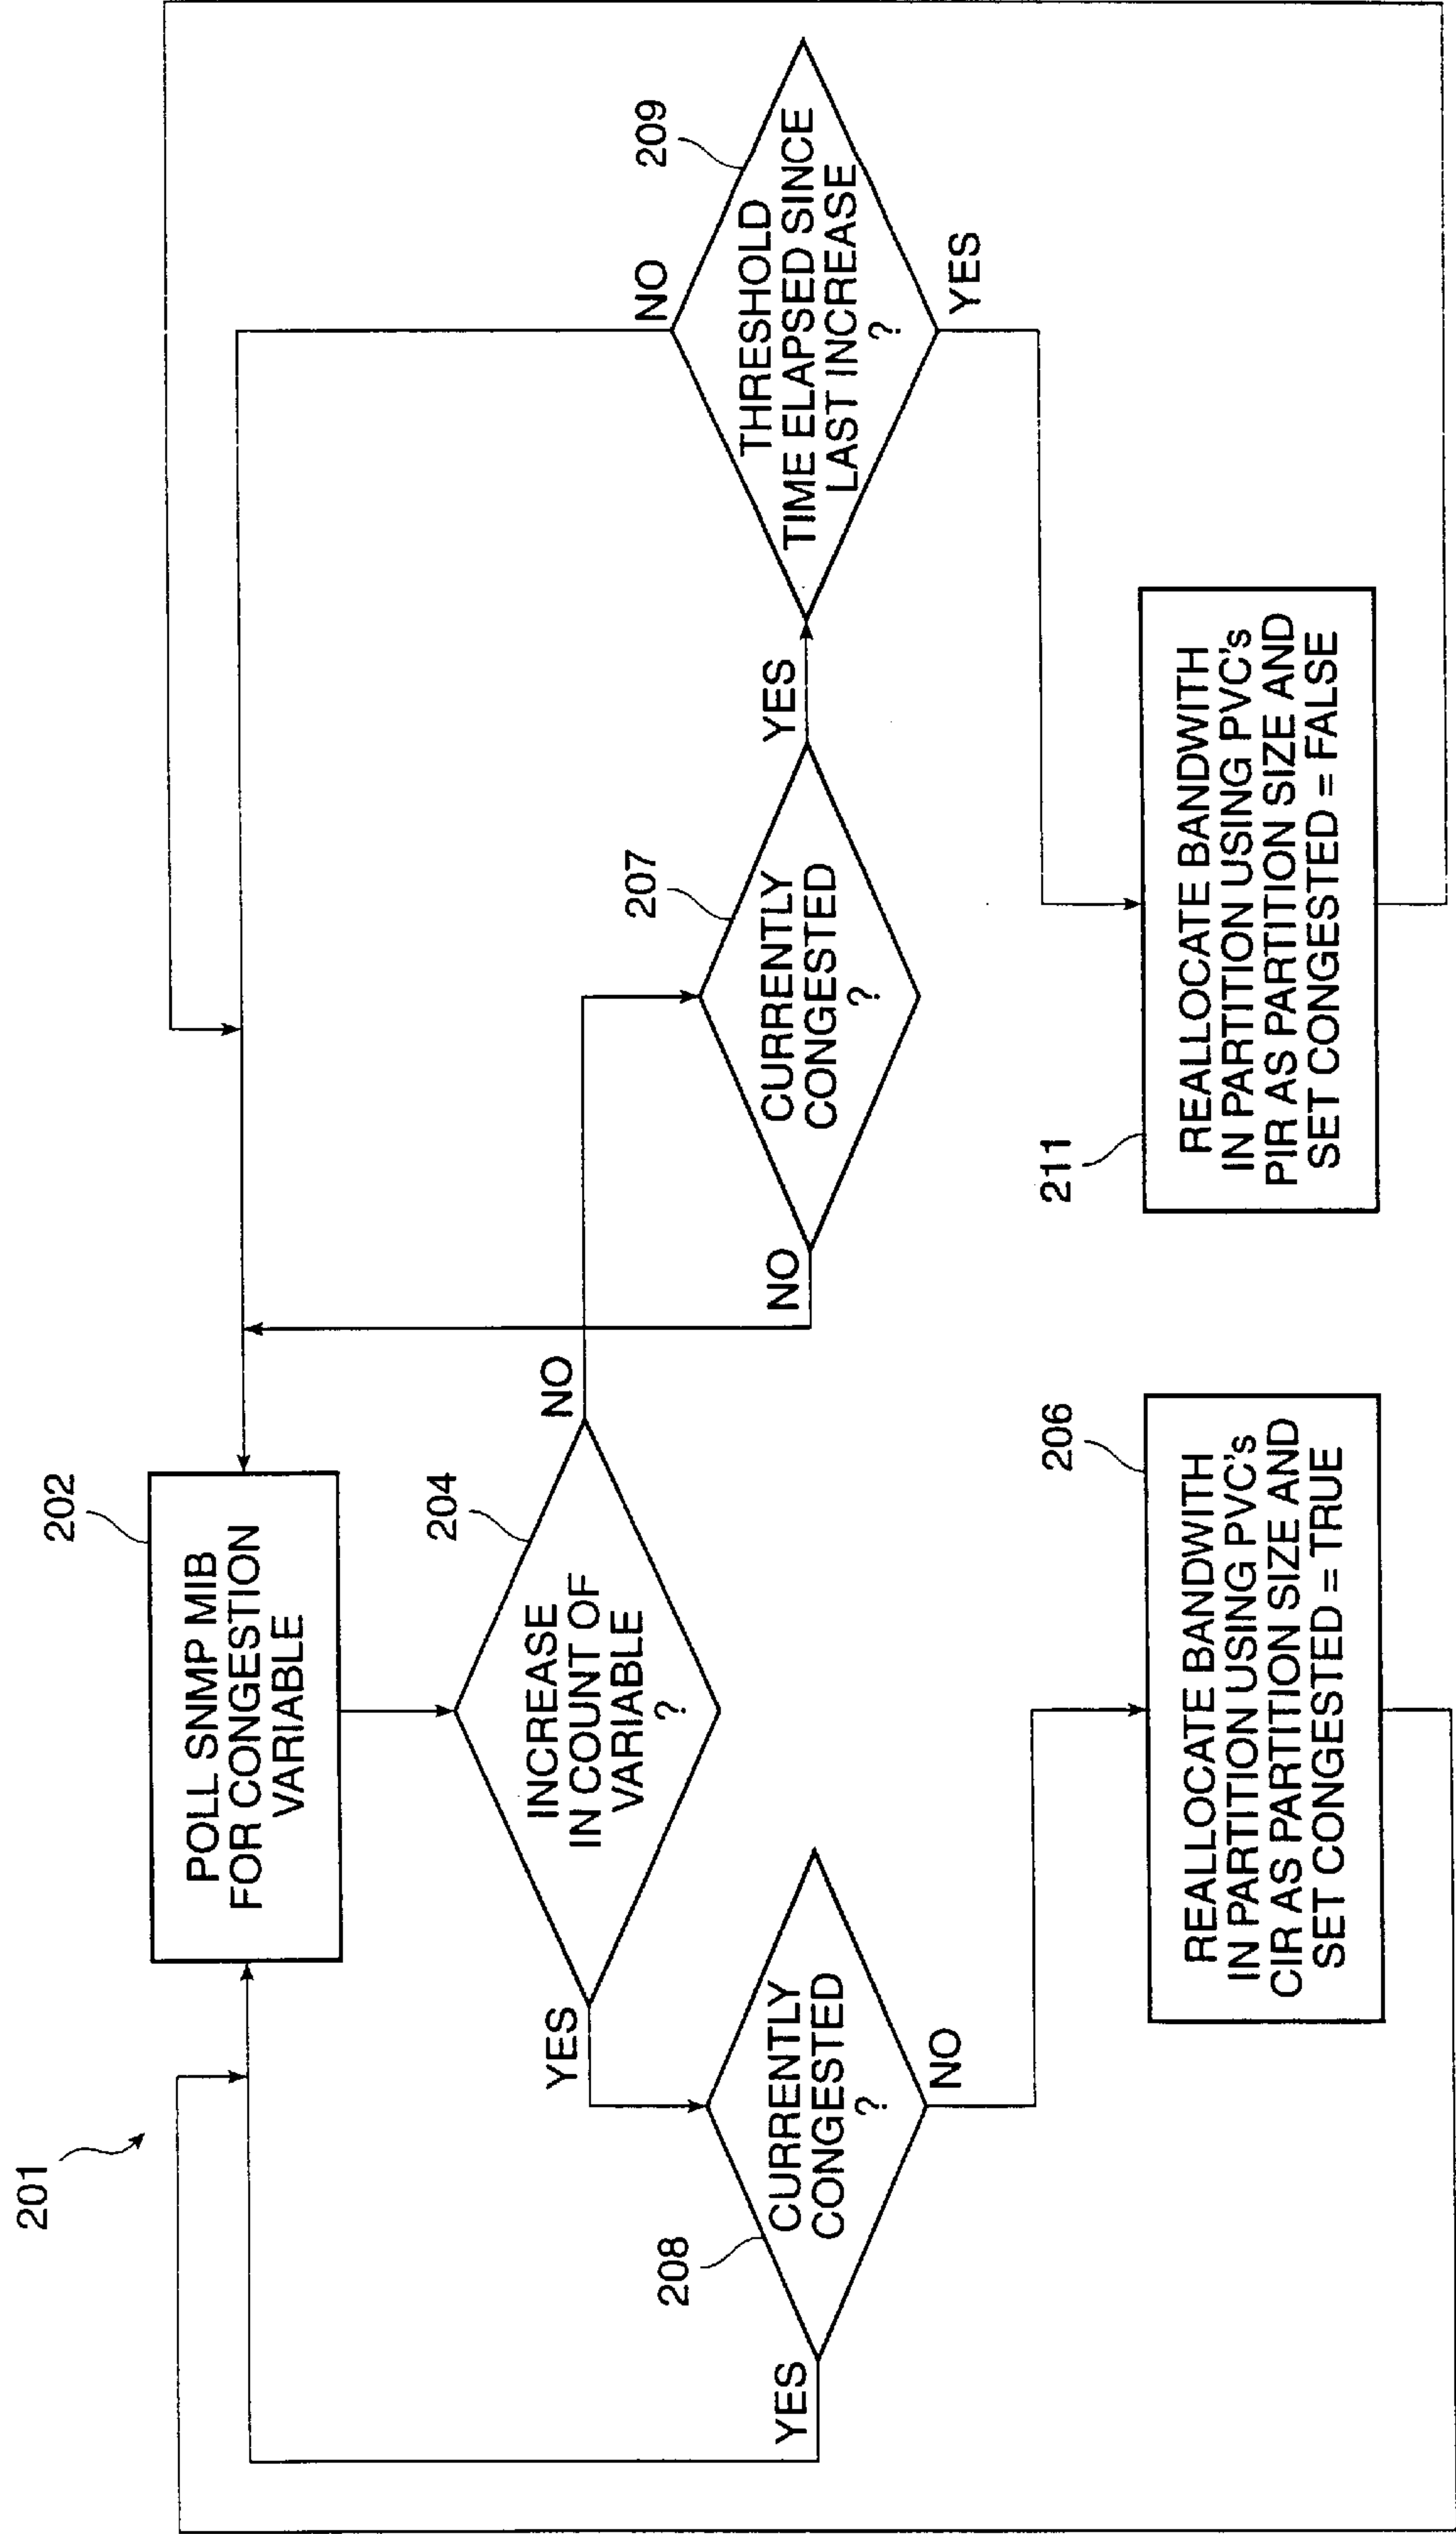 201
202
POLL SNMP MIB
FOR CONGESTION
VARIABLE
204
INCREASE
IN COUNT OF
VARIABLE
?
YES
NO
208
CURRENTLY
CONGESTED
?
YES
NO
206
REALLOCATE BANDWITH
IN PARTITION USING PVC's
CIR AS PARTITION SIZE AND
SET CONGESTED = TRUE
207
CURRENTLY
CONGESTED
?
NO
YES
209
THRESHOLD
TIME ELAPSED SINCE
LAST INCREASE
?
NO
YES
211
REALLOCATE BANDWITH
IN PARTITION USING PVC's
PIR AS PARTITION SIZE AND
SET CONGESTED = FALSE